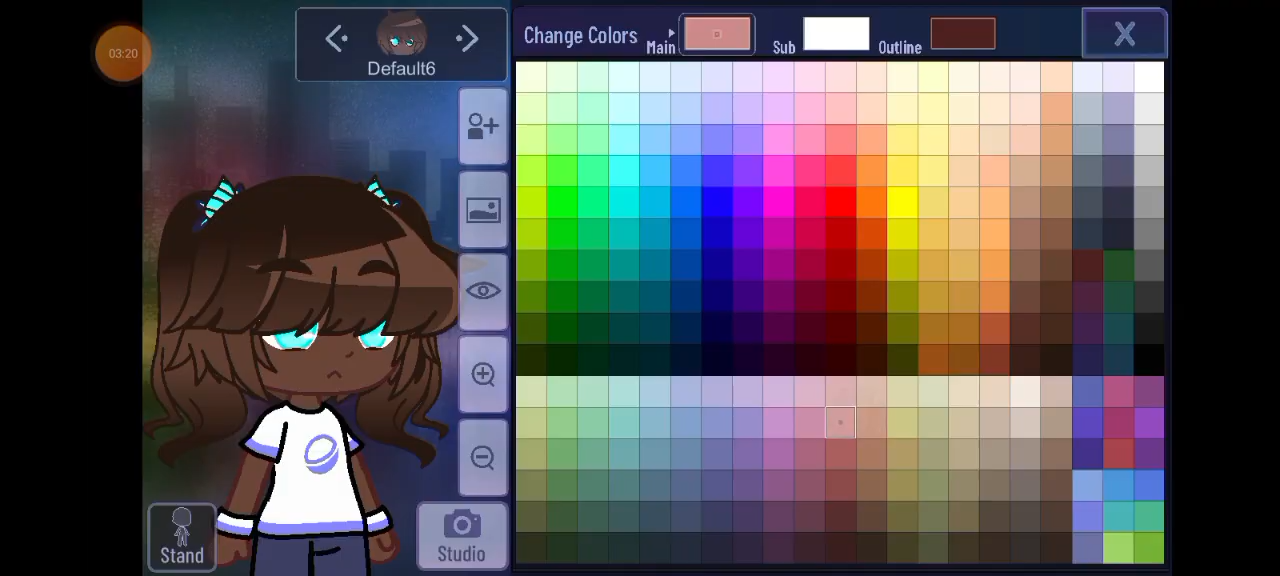 03:20
Default6
Change Colors
Main
Sub
Outline
X
Stand
Studio